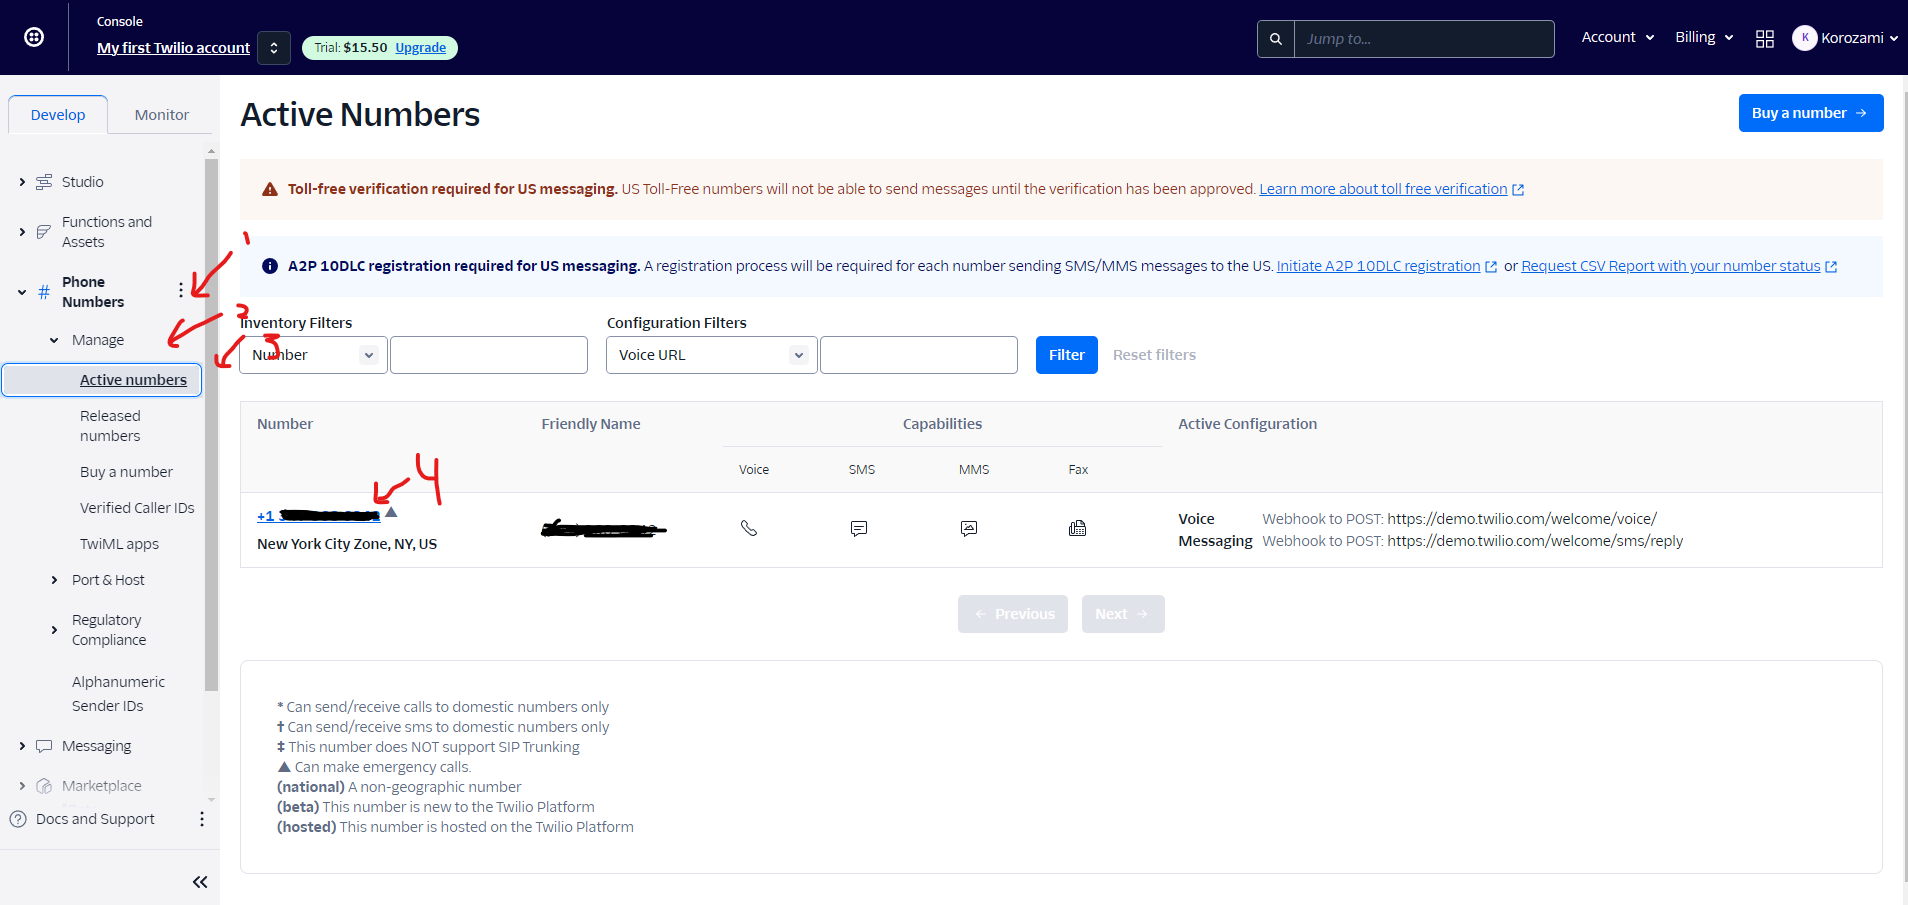 Console
My first Twilio account
Trial: $15.50 Upgrade
Jump to...
Account
Billing
K
Korozami
Develop
Monitor
Studio
Functions and
Assets
Phone
Numbers
Manage
Active numbers
Released
numbers
Buy a number
Verified Caller IDs
TwiML apps
Port & Host
Regulatory
Compliance
Alphanumeric
Sender IDs
Messaging
Marketplace
Docs and Support
1
2
3
4
Active Numbers
Buy a number →
Toll-free verification required for US messaging. US Toll-Free numbers will not be able to send messages until the verification has been approved. Learn more about toll free verification
A2P 10DLC registration required for US messaging. A registration process will be required for each number sending SMS/MMS messages to the US. Initiate A2P 10DLC registration or Request CSV Report with your number status
Inventory Filters
Configuration Filters
Number
Voice URL
Filter
Reset filters
Number
Friendly Name
Capabilities
Active Configuration
Voice
SMS
MMS
Fax
+1
New York City Zone, NY, US
Voice Webhook to POST: https://demo.twilio.com/welcome/voice/
Messaging Webhook to POST: https://demo.twilio.com/welcome/sms/reply
← Previous
Next →
* Can send/receive calls to domestic numbers only
† Can send/receive sms to domestic numbers only
‡ This number does NOT support SIP Trunking
▲ Can make emergency calls.
(national) A non-geographic number
(beta) This number is new to the Twilio Platform
(hosted) This number is hosted on the Twilio Platform